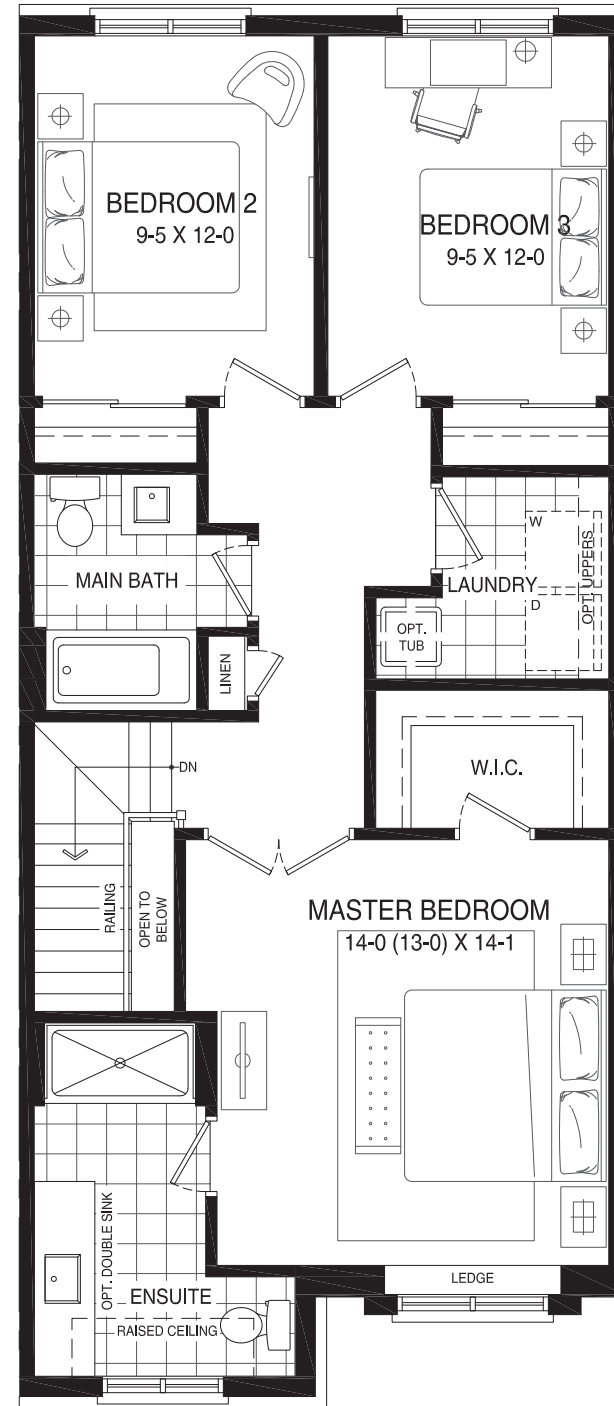 BEDROOM 2
9-5 X 12-0
BEDROOM 3
9-5 X 12-0
MAIN BATH
W
D
LAUNDRY
OPT. UPPERS
OPT.
TUB
LINEN
W.I.C.
DN
RAILING
OPEN TO
BELOW
MASTER BEDROOM
14-0 (13-0) X 14-1
OPT. DOUBLE SINK
ENSUITE
RAISED CEILING
LEDGE